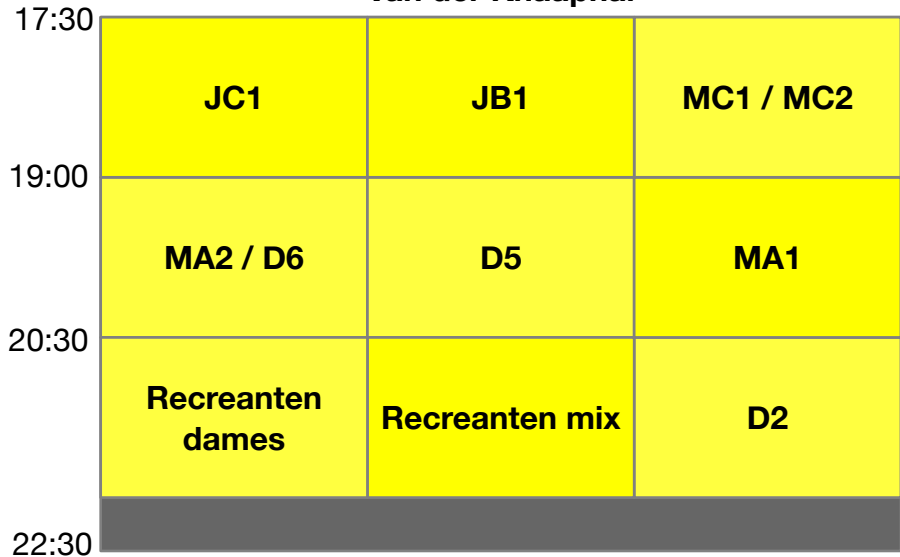 17:30
JC1
JB1
MC1 / MC2
19:00
MA2 / D6
D5
MA1
20:30
Recreanten
dames
Recreanten mix
D2
22:30